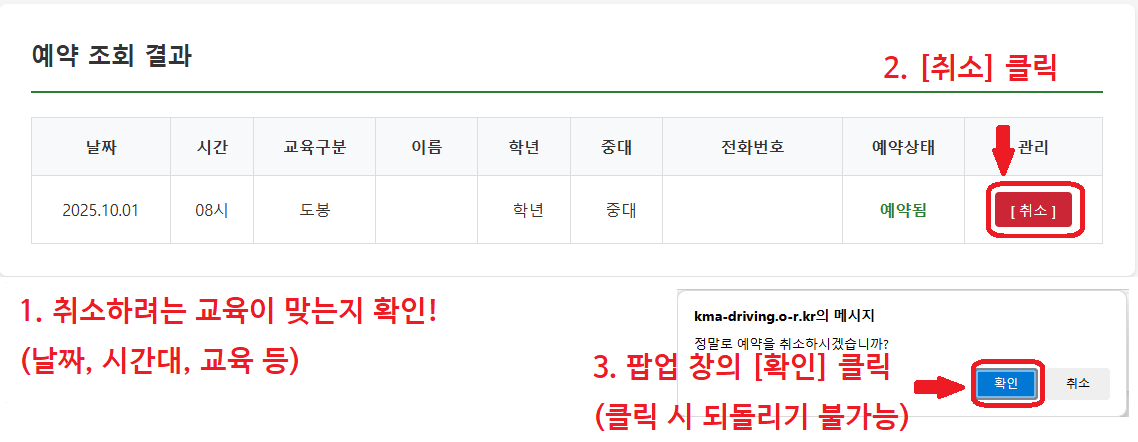 예약 조회 결과
2. [취소] 클릭
날짜 시간 교육구분 이름 학년 중대 전화번호 예약상태 관리
2025.10.01 08시 도봉 학년 중대 예약됨 [ 취소 ]
1. 취소하려는 교육이 맞는지 확인!
(날짜, 시간대, 교육 등)
kma-driving.o-r.kr의 메시지
정말로 예약을 취소하시겠습니까?
3. 팝업 창의 [확인] 클릭
(클릭 시 되돌리기 불가능)
확인 취소